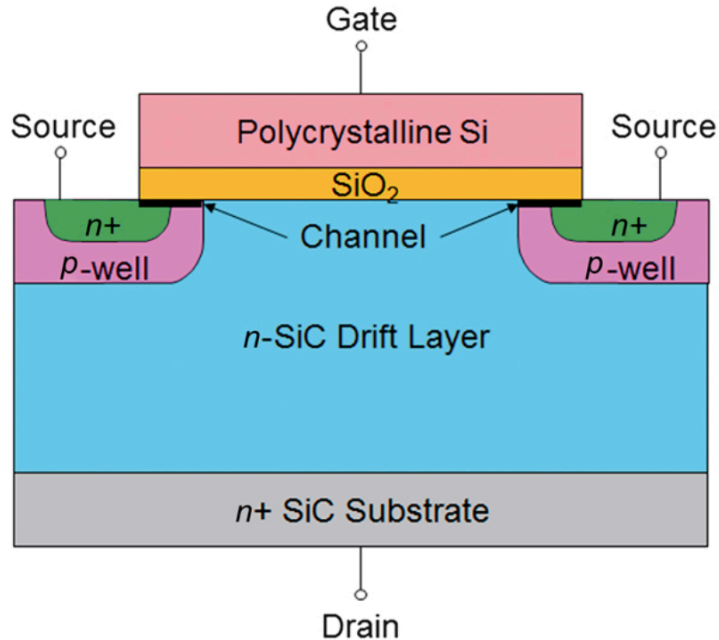 Gate
Source
Source
Polycrystalline Si
SiO₂
n+
n+
Channel
p-well
p-well
n-SiC Drift Layer
n+ SiC Substrate
Drain